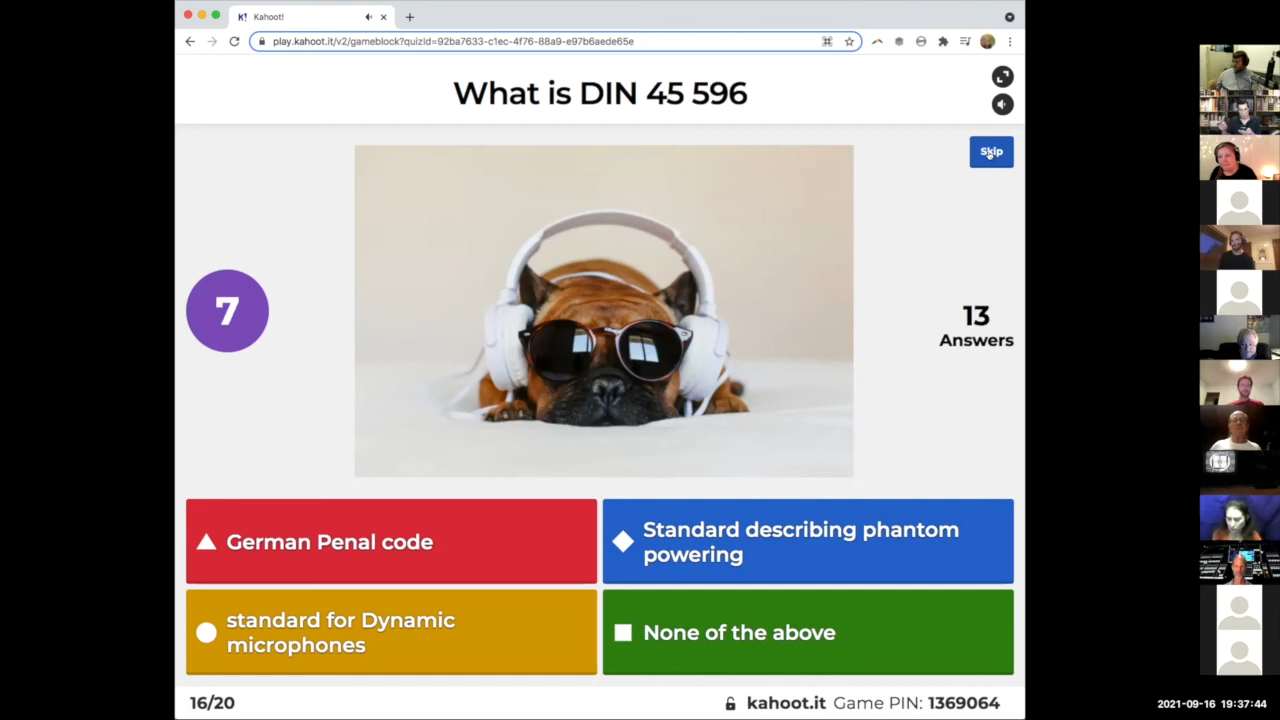 K! Kahoot!
play.kahoot.it/v2/gameblock?quizid=92ba7633-c1ec-4f76-88a9-e97b6aede65e
What is DIN 45 596
Skip
7
13
Answers
German Penal code
Standard describing phantom
powering
standard for Dynamic
microphones
None of the above
16/20
kahoot.it Game PIN: 1369064
2021-09-16 19:37:44